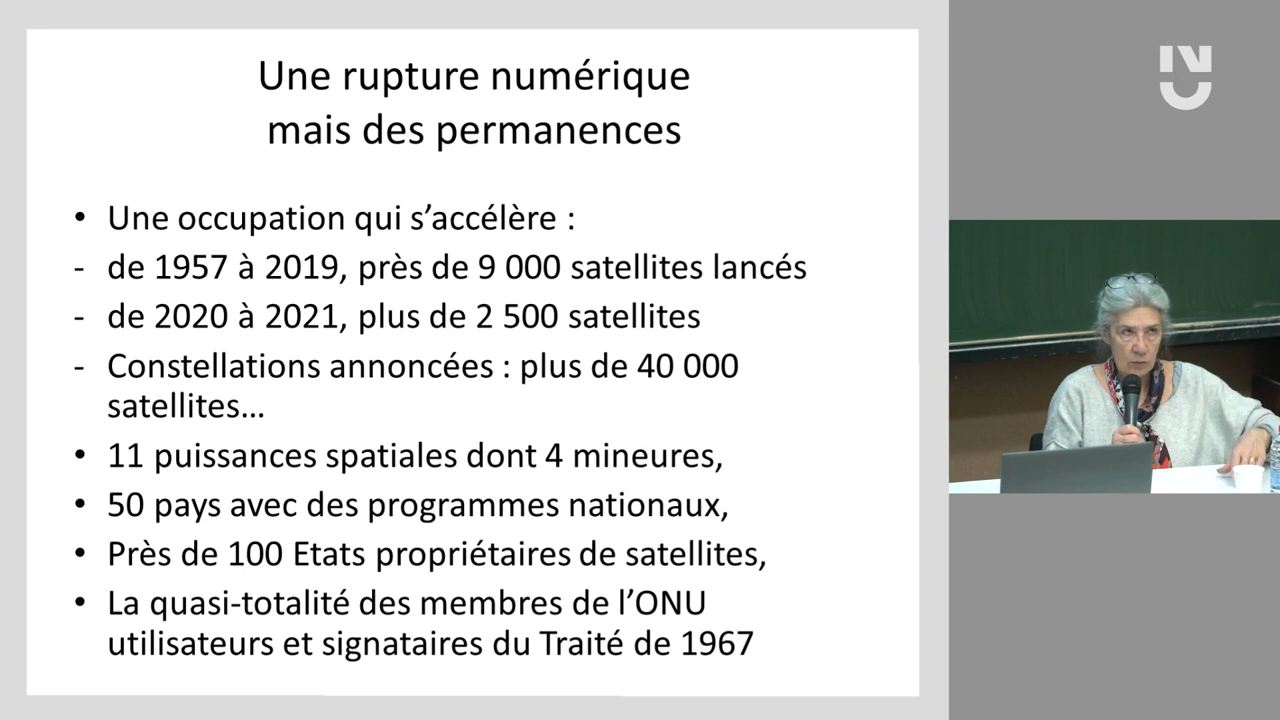 Une rupture numérique
mais des permanences
• Une occupation qui s’accélère :
- de 1957 à 2019, près de 9 000 satellites lancés
- de 2020 à 2021, plus de 2 500 satellites
- Constellations annoncées : plus de 40 000
satellites…
• 11 puissances spatiales dont 4 mineures,
• 50 pays avec des programmes nationaux,
• Près de 100 Etats propriétaires de satellites,
• La quasi-totalité des membres de l’ONU
utilisateurs et signataires du Traité de 1967